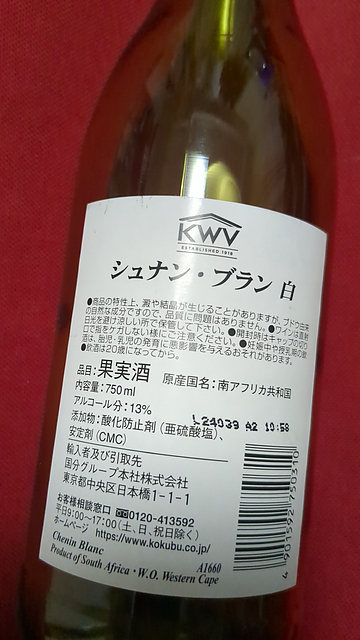 KWV
ESTABLISHED 1918
シュナン・ブラン 白
●商品の特性上、澱や結晶が生じることがありますが、ブドウ由来
の自然な成分ですので、品質に問題はありません。●ワインは直射
日光を避け涼しい所で保管して下さい。●開封時はキャップの切り
口で指をケガしない様にご注意ください。●妊娠中や授乳期の飲
酒は、胎児・乳児の発育に悪影響を与えるおそれがあります。
●飲酒は20歳になってから。
品目：果実酒 原産国名：南アフリカ共和国
内容量：750ml
アルコール分：13%
L24039 A2 10:58
添加物：酸化防止剤（亜硫酸塩）、
安定剤（CMC）
輸入者及び引取先
国分グループ本社株式会社
東京都中央区日本橋1-1-1
お客様相談窓口 0120-413592
平日9:00〜17:00（土、日、祝日除く）
ホームページ https://www.kokubu.co.jp/
4 901592 750310
Chenin Blanc A1660
Product of South Africa・W.O. Western Cape